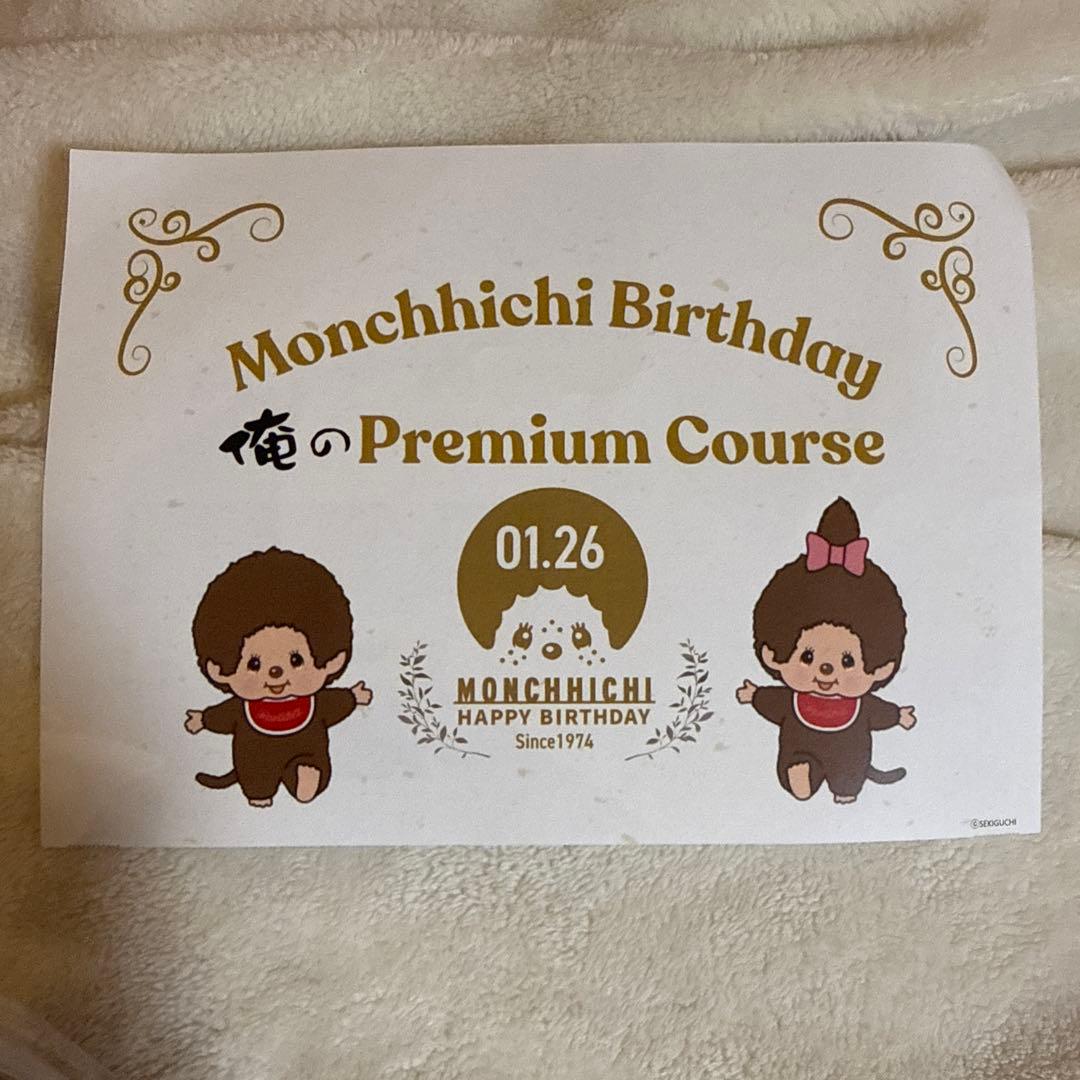 Monchhichi Birthday
俺のPremium Course
01.26
MONCHHICHI
HAPPY BIRTHDAY
Since1974
©SEKIGUCHI